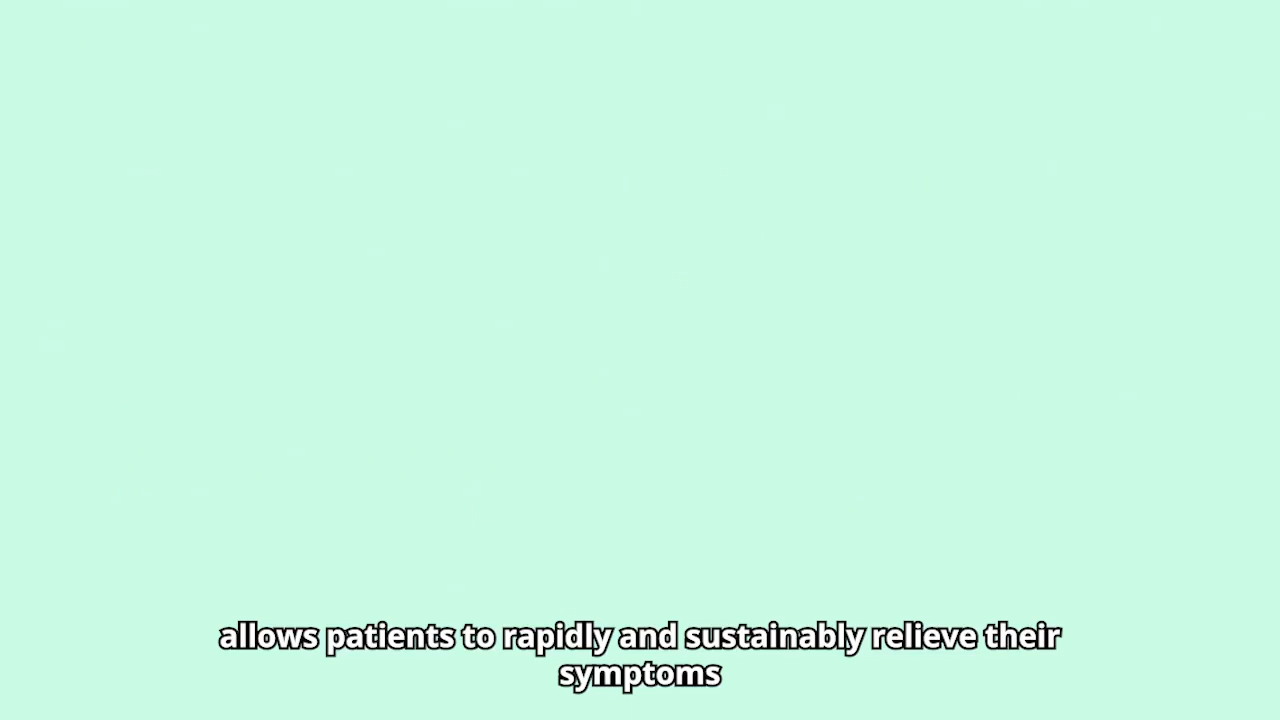 allows patients to rapidly and sustainably relieve their
symptoms